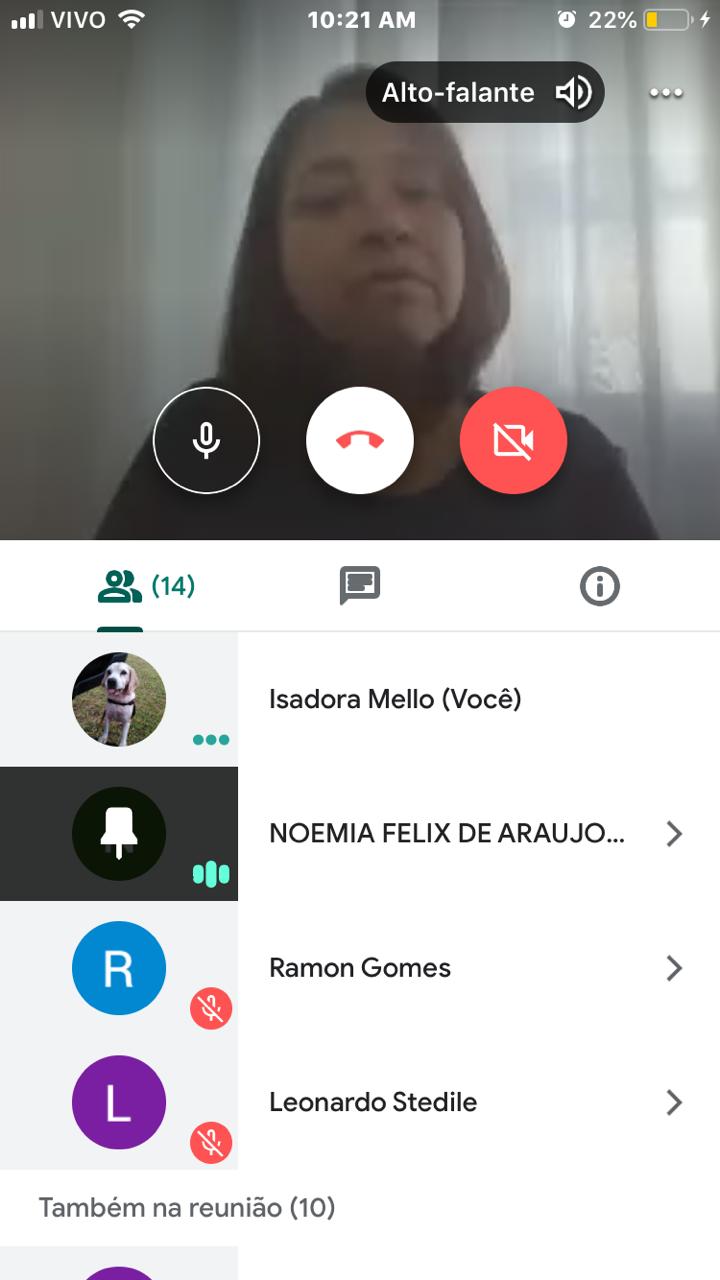 VIVO 10:21 AM 22%
Alto-falante
(14)
Isadora Mello (Você)
NOEMIA FELIX DE ARAUJO...
R
Ramon Gomes
L
Leonardo Stedile
Também na reunião (10)